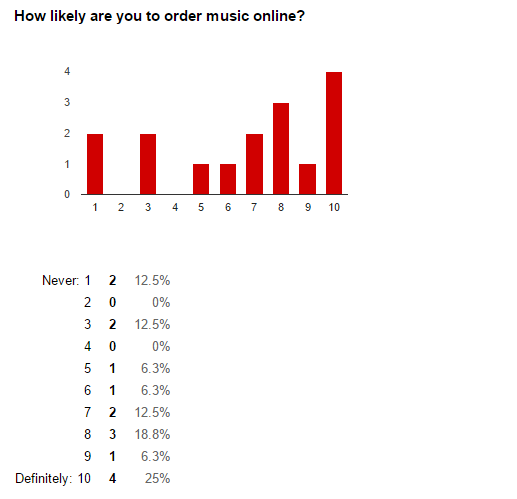 How likely are you to order music online?
4
3
2
1
0
1 2 3 4 5 6 7 8 9 10
Never: 1 2 12.5%
2 0 0%
3 2 12.5%
4 0 0%
5 1 6.3%
6 1 6.3%
7 2 12.5%
8 3 18.8%
9 1 6.3%
Definitely: 10 4 25%